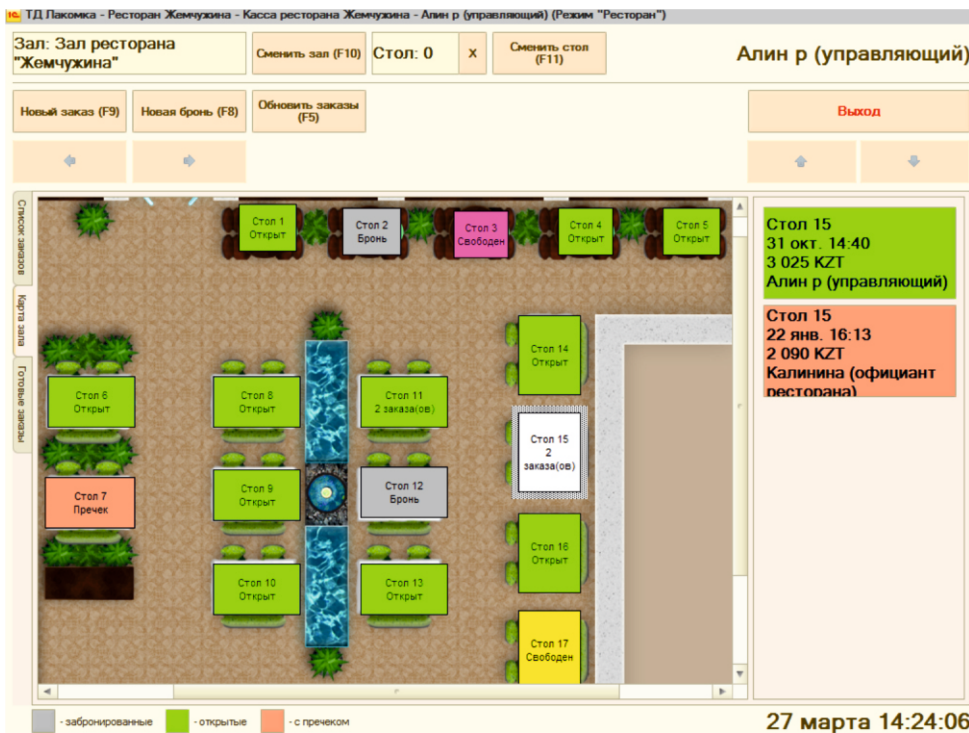 ТД Лакомка - Ресторан Жемчужина - Касса ресторана Жемчужина - Алин р (управляющий) (Режим "Ресторан")
Зал: Зал ресторана
"Жемчужина"
Сменить зал (F10)
Стол: 0
x
Сменить стол
(F11)
Алин р (управляющий)
Новый заказ (F9)
Новая бронь (F8)
Обновить заказы
(F5)
Выход
Список заказов
Карта зала
Готовые заказы
Стол 1
Открыт
Стол 2
Бронь
Стол 3
Свободен
Стол 4
Открыт
Стол 5
Открыт
Стол 14
Открыт
Стол 6
Открыт
Стол 8
Открыт
Стол 11
2 заказа(ов)
Стол 15
2
заказа(ов)
Стол 7
Пречек
Стол 9
Открыт
Стол 12
Бронь
Стол 16
Открыт
Стол 10
Открыт
Стол 13
Открыт
Стол 17
Свободен
Стол 15
31 окт. 14:40
3 025 KZT
Алин р (управляющий)
Стол 15
22 янв. 16:13
2 090 KZT
Калинина (официант
ресторана)
- забронированные
- открытые
- с пречеком
27 марта 14:24:06